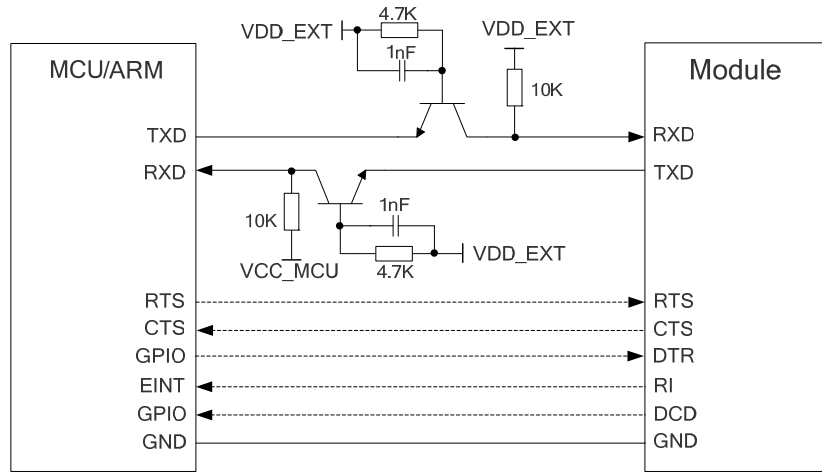 4.7K
VDD_EXT
VDD_EXT
1nF
MCU/ARM
Module
10K
TXD
RXD
RXD
TXD
1nF
10K
VDD_EXT
VCC_MCU
4.7K
RTS
RTS
CTS
CTS
GPIO
DTR
EINT
RI
GPIO
DCD
GND
GND